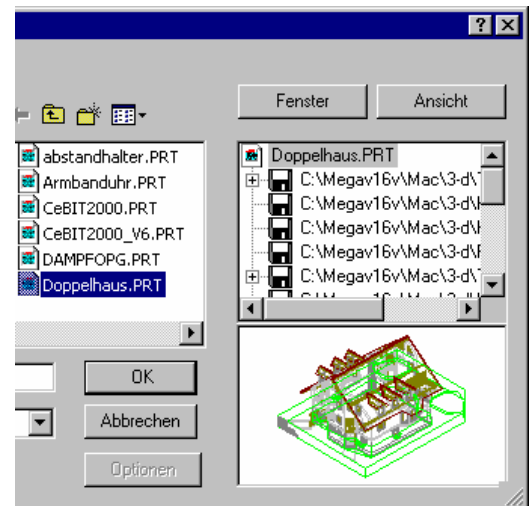 Fenster Ansicht
abstandhalter.PRT
Armbanduhr.PRT
CeBIT2000.PRT
CeBIT2000_V6.PRT
DAMPFOPG.PRT
Doppelhaus.PRT
Doppelhaus.PRT
C:\Megav16v\Mac\3-d\
C:\Megav16v\Mac\3-d\
C:\Megav16v\Mac\3-d\
C:\Megav16v\Mac\3-d\
C:\Megav16v\Mac\3-d\
OK
Abbrechen
Optionen